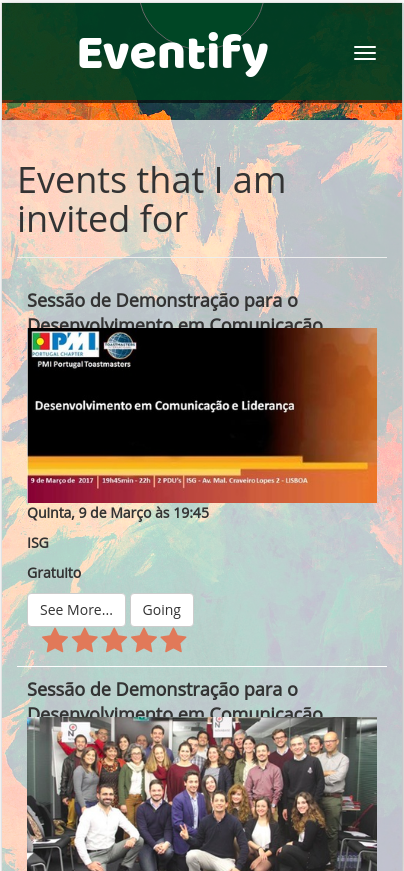 Eventify
Events that I am
invited for
Sessão de Demonstração para o
Desenvolvimento em Comunicação
PMI
PORTUGAL CHAPTER
TOASTMASTERS
PMI Portugal Toastmasters
Desenvolvimento em Comunicação e Liderança
9 de Março de 2017 | 19h45min - 22h | 2 PDU's | ISG - Av. Mal. Craveiro Lopes 2 - LISBOA
Quinta, 9 de Março às 19:45
ISG
Gratuito
See More... Going
Sessão de Demonstração para o
Desenvolvimento em Comunicação